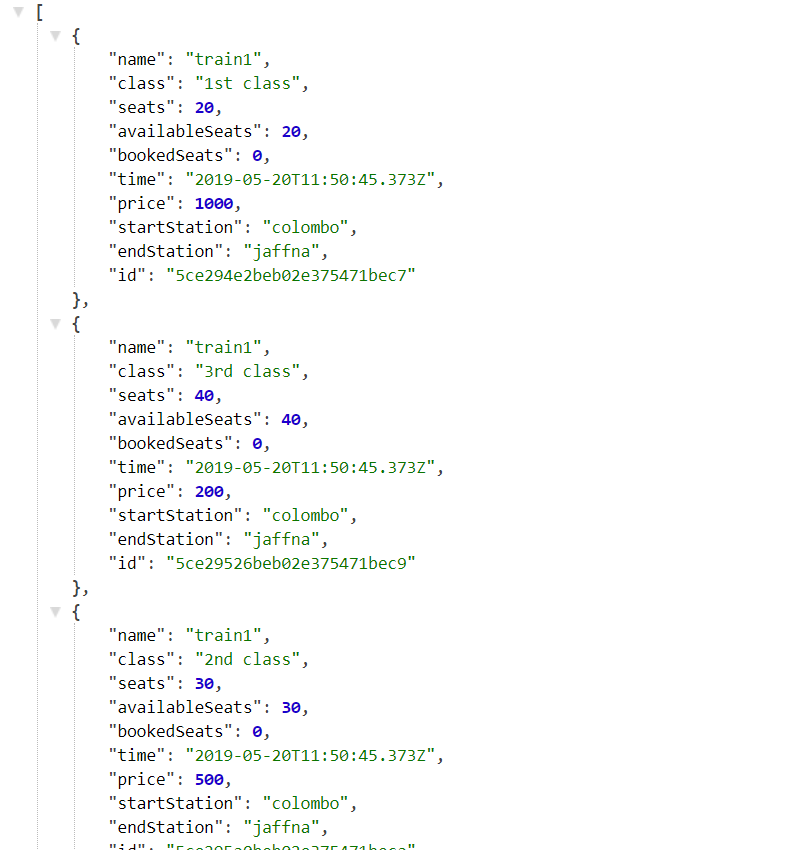 [
{
"name": "train1",
"class": "1st class",
"seats": 20,
"availableSeats": 20,
"bookedSeats": 0,
"time": "2019-05-20T11:50:45.373Z",
"price": 1000,
"startStation": "colombo",
"endStation": "jaffna",
"id": "5ce294e2beb02e375471bec7"
},
{
"name": "train1",
"class": "3rd class",
"seats": 40,
"availableSeats": 40,
"bookedSeats": 0,
"time": "2019-05-20T11:50:45.373Z",
"price": 200,
"startStation": "colombo",
"endStation": "jaffna",
"id": "5ce29526beb02e375471bec9"
},
{
"name": "train1",
"class": "2nd class",
"seats": 30,
"availableSeats": 30,
"bookedSeats": 0,
"time": "2019-05-20T11:50:45.373Z",
"price": 500,
"startStation": "colombo",
"endStation": "jaffna",
"id":